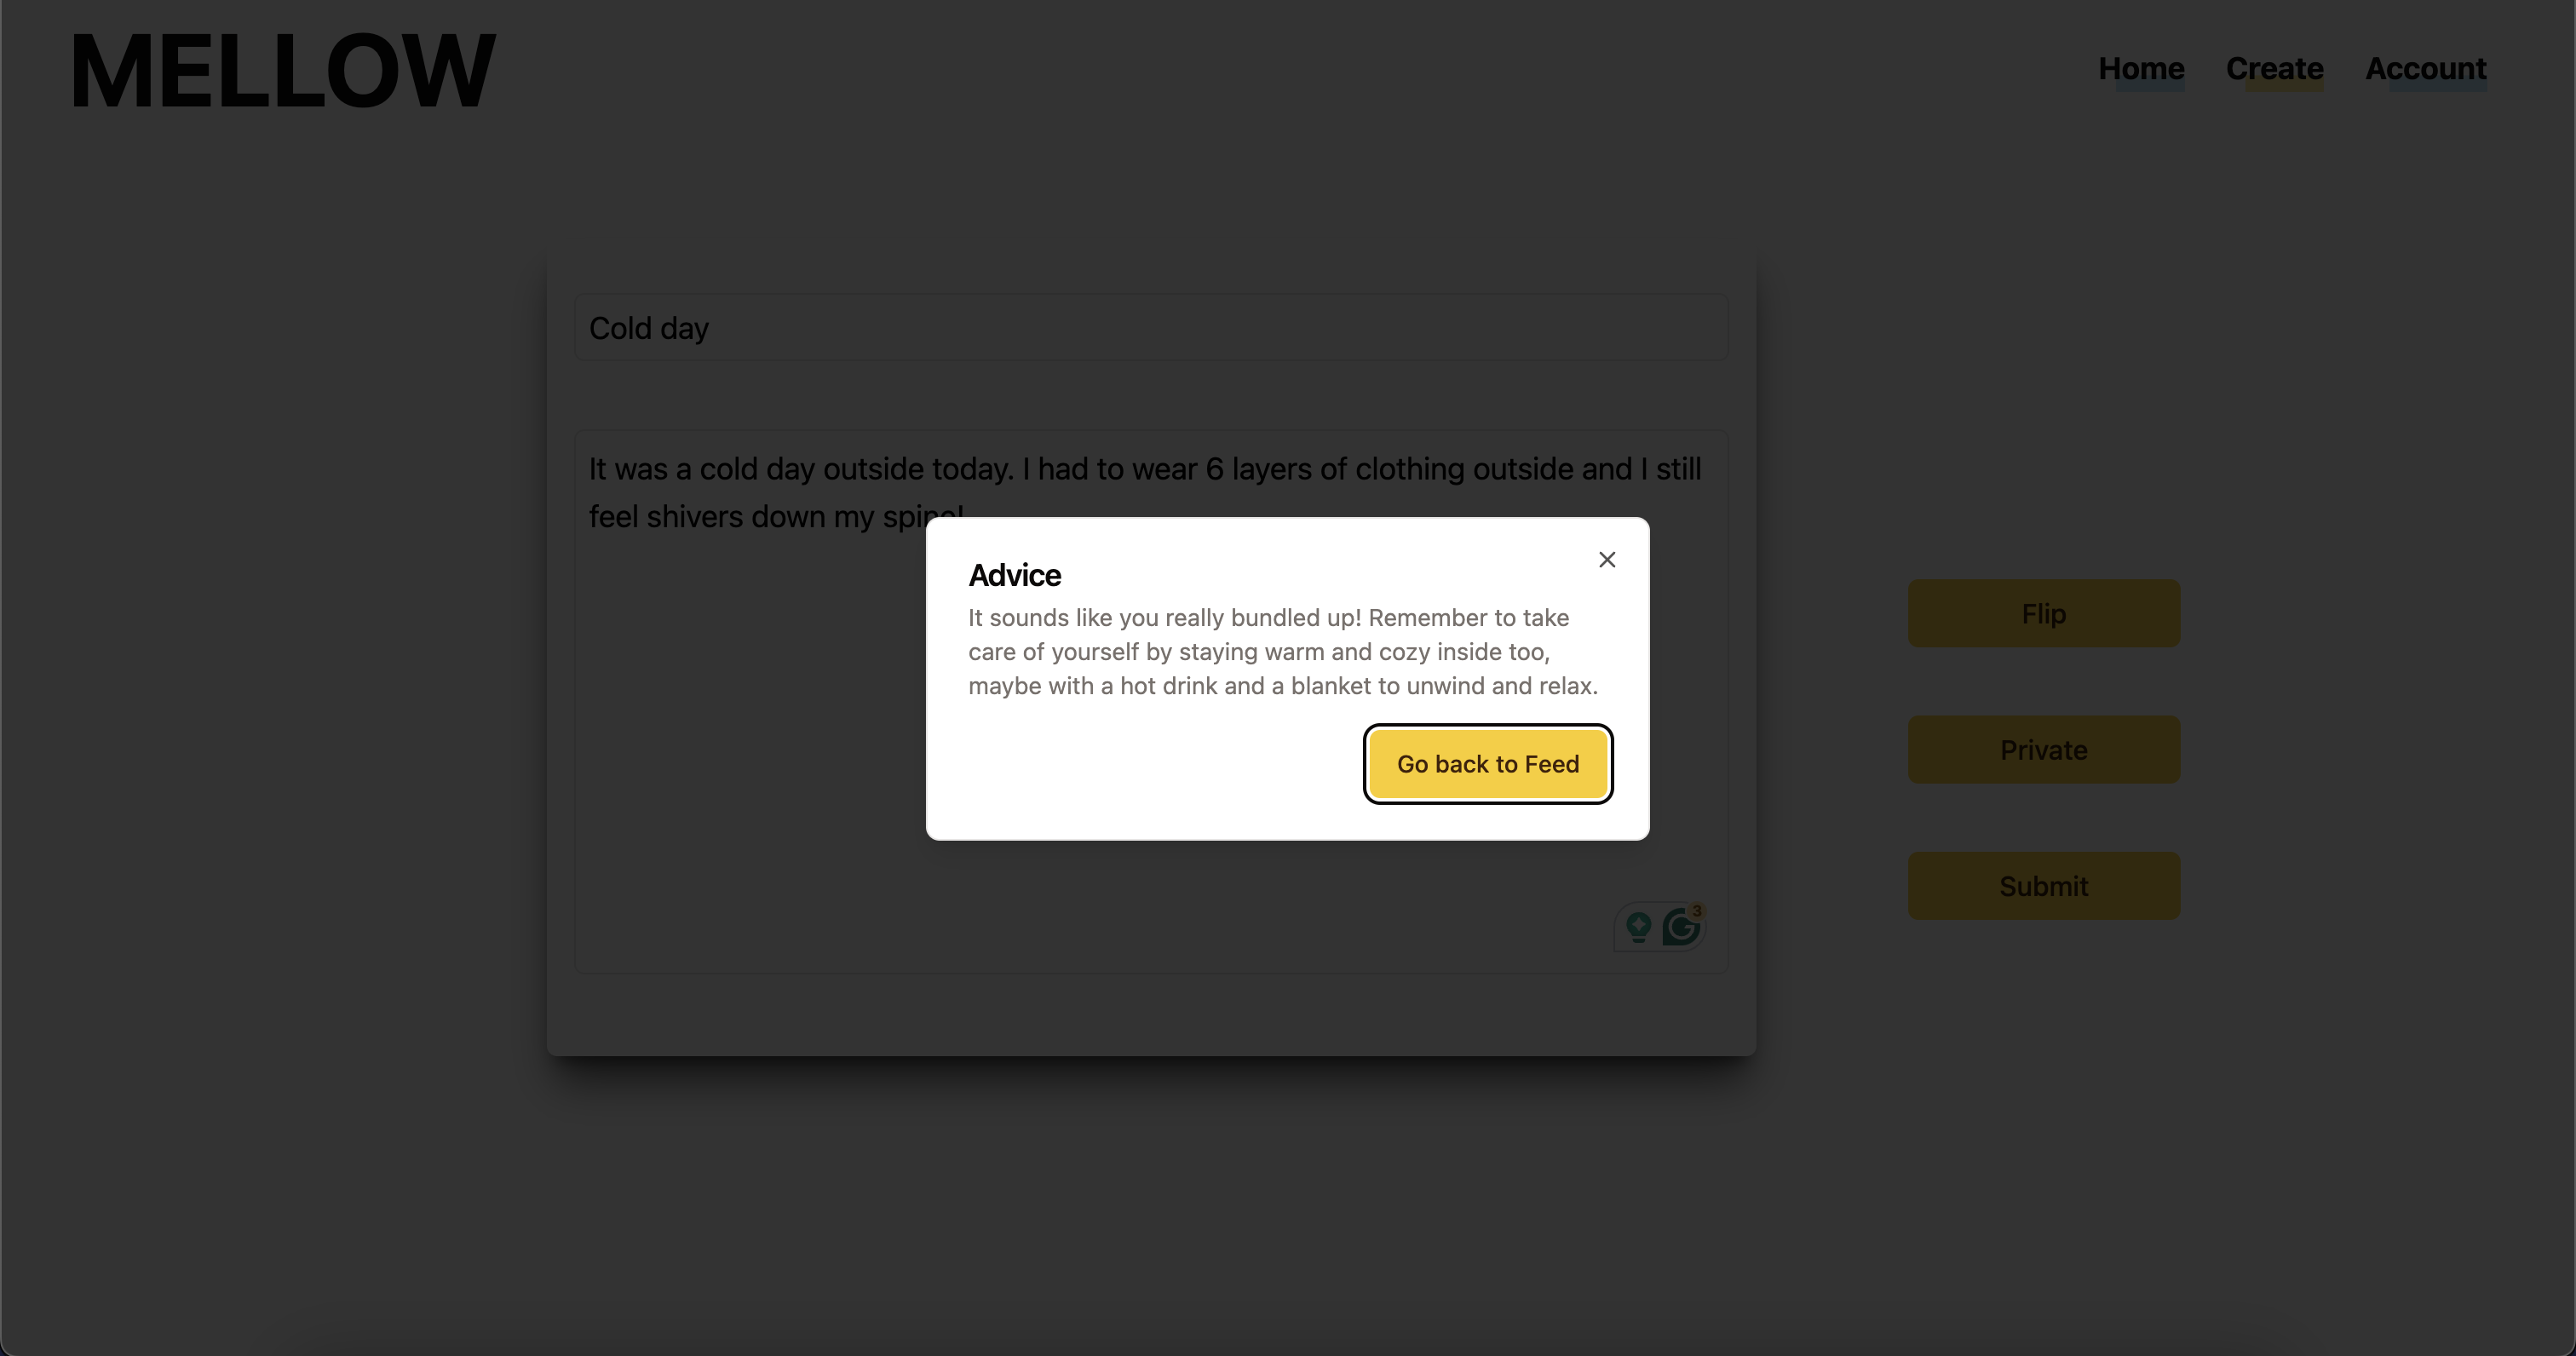 MELLOW
Home Create Account
Cold day
It was a cold day outside today. I had to wear 6 layers of clothing outside and I still
feel shivers down my spine!
Advice
It sounds like you really bundled up! Remember to take
care of yourself by staying warm and cozy inside too,
maybe with a hot drink and a blanket to unwind and relax.
Go back to Feed
Flip
Private
Submit
3